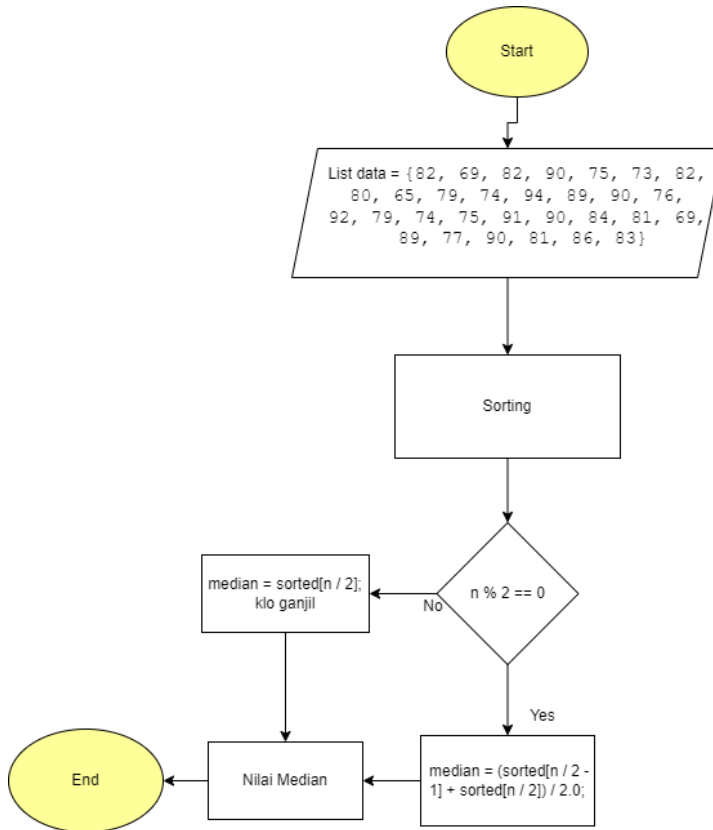 Start
List data = {82, 69, 82, 90, 75, 73, 82,
80, 65, 79, 74, 94, 89, 90, 76,
92, 79, 74, 75, 91, 90, 84, 81, 69,
89, 77, 90, 81, 86, 83}
Sorting
n % 2 == 0
No
median = sorted[n / 2];
klo ganjil
Yes
median = (sorted[n / 2 -
1] + sorted[n / 2]) / 2.0;
Nilai Median
End